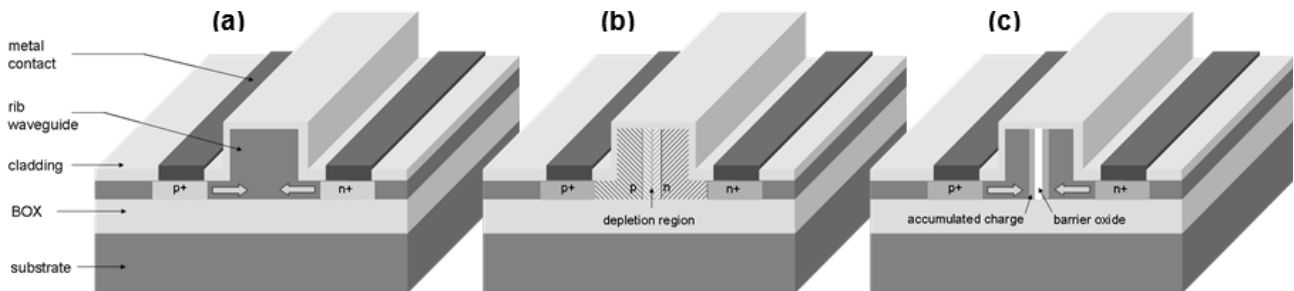 (a)
(b)
(c)
metal
contact
rib
waveguide
cladding
BOX
substrate
p+
n+
p+
p
n
n+
depletion region
p+
n+
accumulated charge
barrier oxide